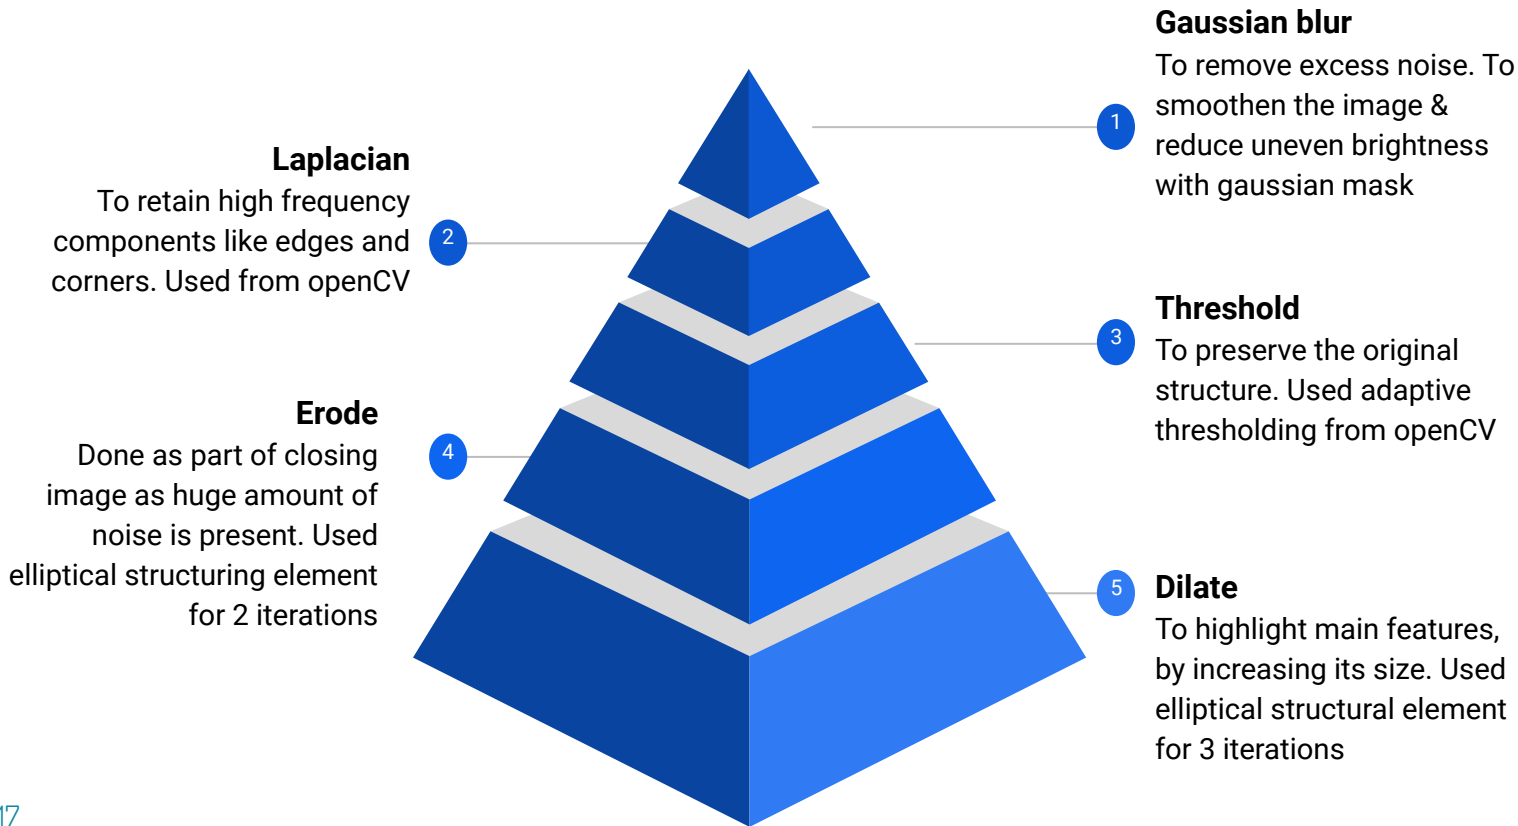 Gaussian blur
To remove excess noise. To
smoothen the image &
reduce uneven brightness
with gaussian mask
1
Laplacian
To retain high frequency
components like edges and
corners. Used from openCV
2
Threshold
To preserve the original
structure. Used adaptive
thresholding from openCV
3
Erode
Done as part of closing
image as huge amount of
noise is present. Used
elliptical structuring element
for 2 iterations
4
Dilate
To highlight main features,
by increasing its size. Used
elliptical structural element
for 3 iterations
5
17